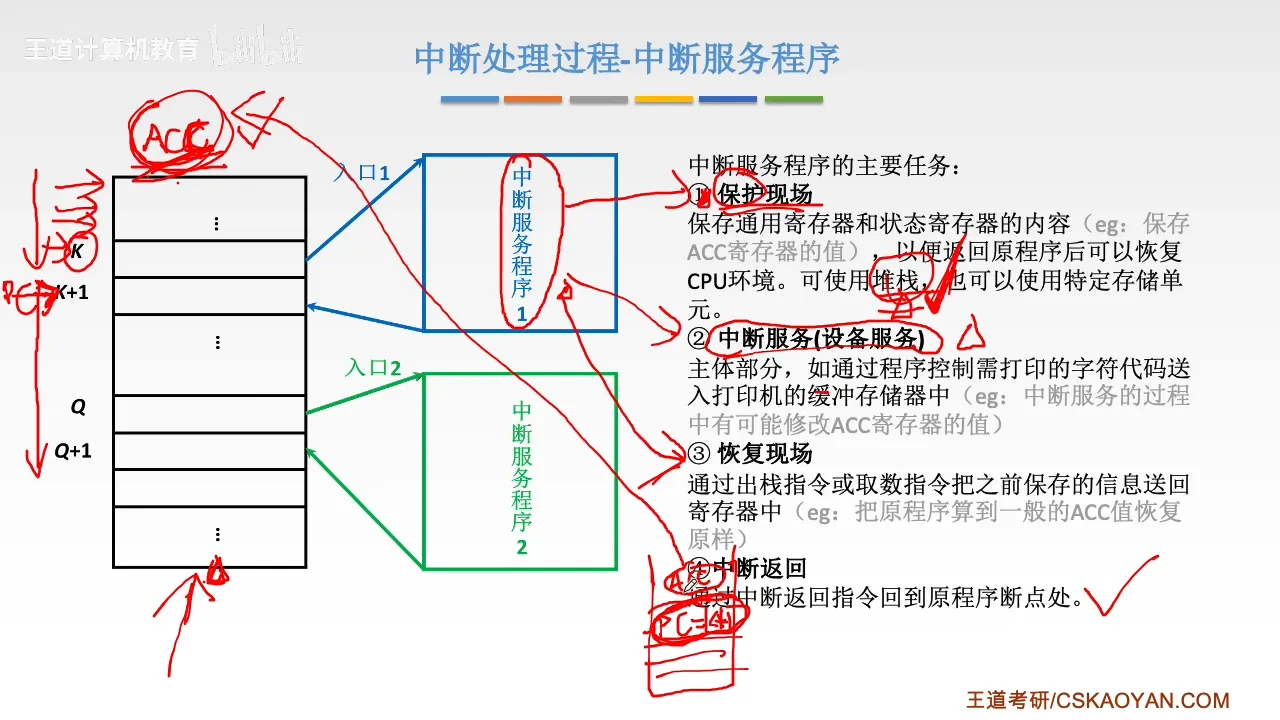 王道计算机教育 bilibili
中断处理过程-中断服务程序
ACC
⋮
K
K+1
PC
⋮
Q
Q+1
⋮
入口1
中断服务程序1
入口2
中断服务程序2
中断服务程序的主要任务：
① 保护现场
保存通用寄存器和状态寄存器的内容（eg：保存
ACC寄存器的值），以便返回原程序后可以恢复
CPU环境。可使用堆栈，也可以使用特定存储单
元。
② 中断服务(设备服务)
主体部分，如通过程序控制需打印的字符代码送
入打印机的缓冲存储器中（eg：中断服务的过程
中有可能修改ACC寄存器的值）
③ 恢复现场
通过出栈指令或取数指令把之前保存的信息送回
寄存器中（eg：把原程序算到一般的ACC值恢复
原样）
④ 中断返回
通过中断返回指令回到原程序断点处。
王道考研/CSKAOYAN.COM